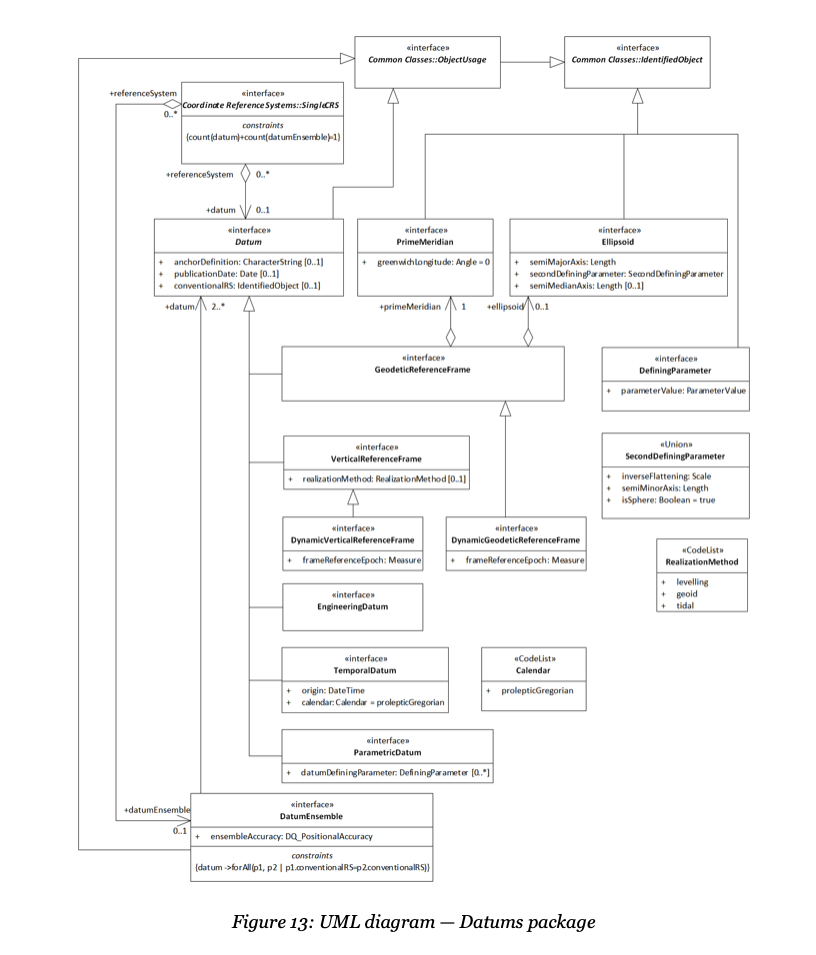 «interface»
Common Classes::ObjectUsage
«interface»
Common Classes::IdentifiedObject
+referenceSystem
0..*
«interface»
Coordinate Reference Systems::SingleCRS
constraints
{count(datum)+count(datumEnsemble)=1}
+referenceSystem
0..*
+datum
0..1
«interface»
Datum
+ anchorDefinition: CharacterString [0..1]
+ publicationDate: Date [0..1]
+ conventionalRS: IdentifiedObject [0..1]
«interface»
PrimeMeridian
+ greenwichLongitude: Angle = 0
«interface»
Ellipsoid
+ semiMajorAxis: Length
+ secondDefiningParameter: SecondDefiningParameter
+ semiMedianAxis: Length [0..1]
+datum
2..*
+primeMeridian
1
+ellipsoid
0..1
«interface»
GeodeticReferenceFrame
«interface»
DefiningParameter
+ parameterValue: ParameterValue
«interface»
VerticalReferenceFrame
+ realizationMethod: RealizationMethod [0..1]
«Union»
SecondDefiningParameter
+ inverseFlattening: Scale
+ semiMinorAxis: Length
+ isSphere: Boolean = true
«interface»
DynamicVerticalReferenceFrame
+ frameReferenceEpoch: Measure
«interface»
DynamicGeodeticReferenceFrame
+ frameReferenceEpoch: Measure
«CodeList»
RealizationMethod
+ levelling
+ geoid
+ tidal
«interface»
EngineeringDatum
«interface»
TemporalDatum
+ origin: DateTime
+ calendar: Calendar = prolepticGregorian
«CodeList»
Calendar
+ prolepticGregorian
«interface»
ParametricDatum
+ datumDefiningParameter: DefiningParameter [0..*]
+datumEnsemble
0..1
«interface»
DatumEnsemble
+ ensembleAccuracy: DQ_PositionalAccuracy
constraints
{datum ->forAll(p1, p2 | p1.conventionalRS=p2.conventionalRS)}
Figure 13: UML diagram — Datums package